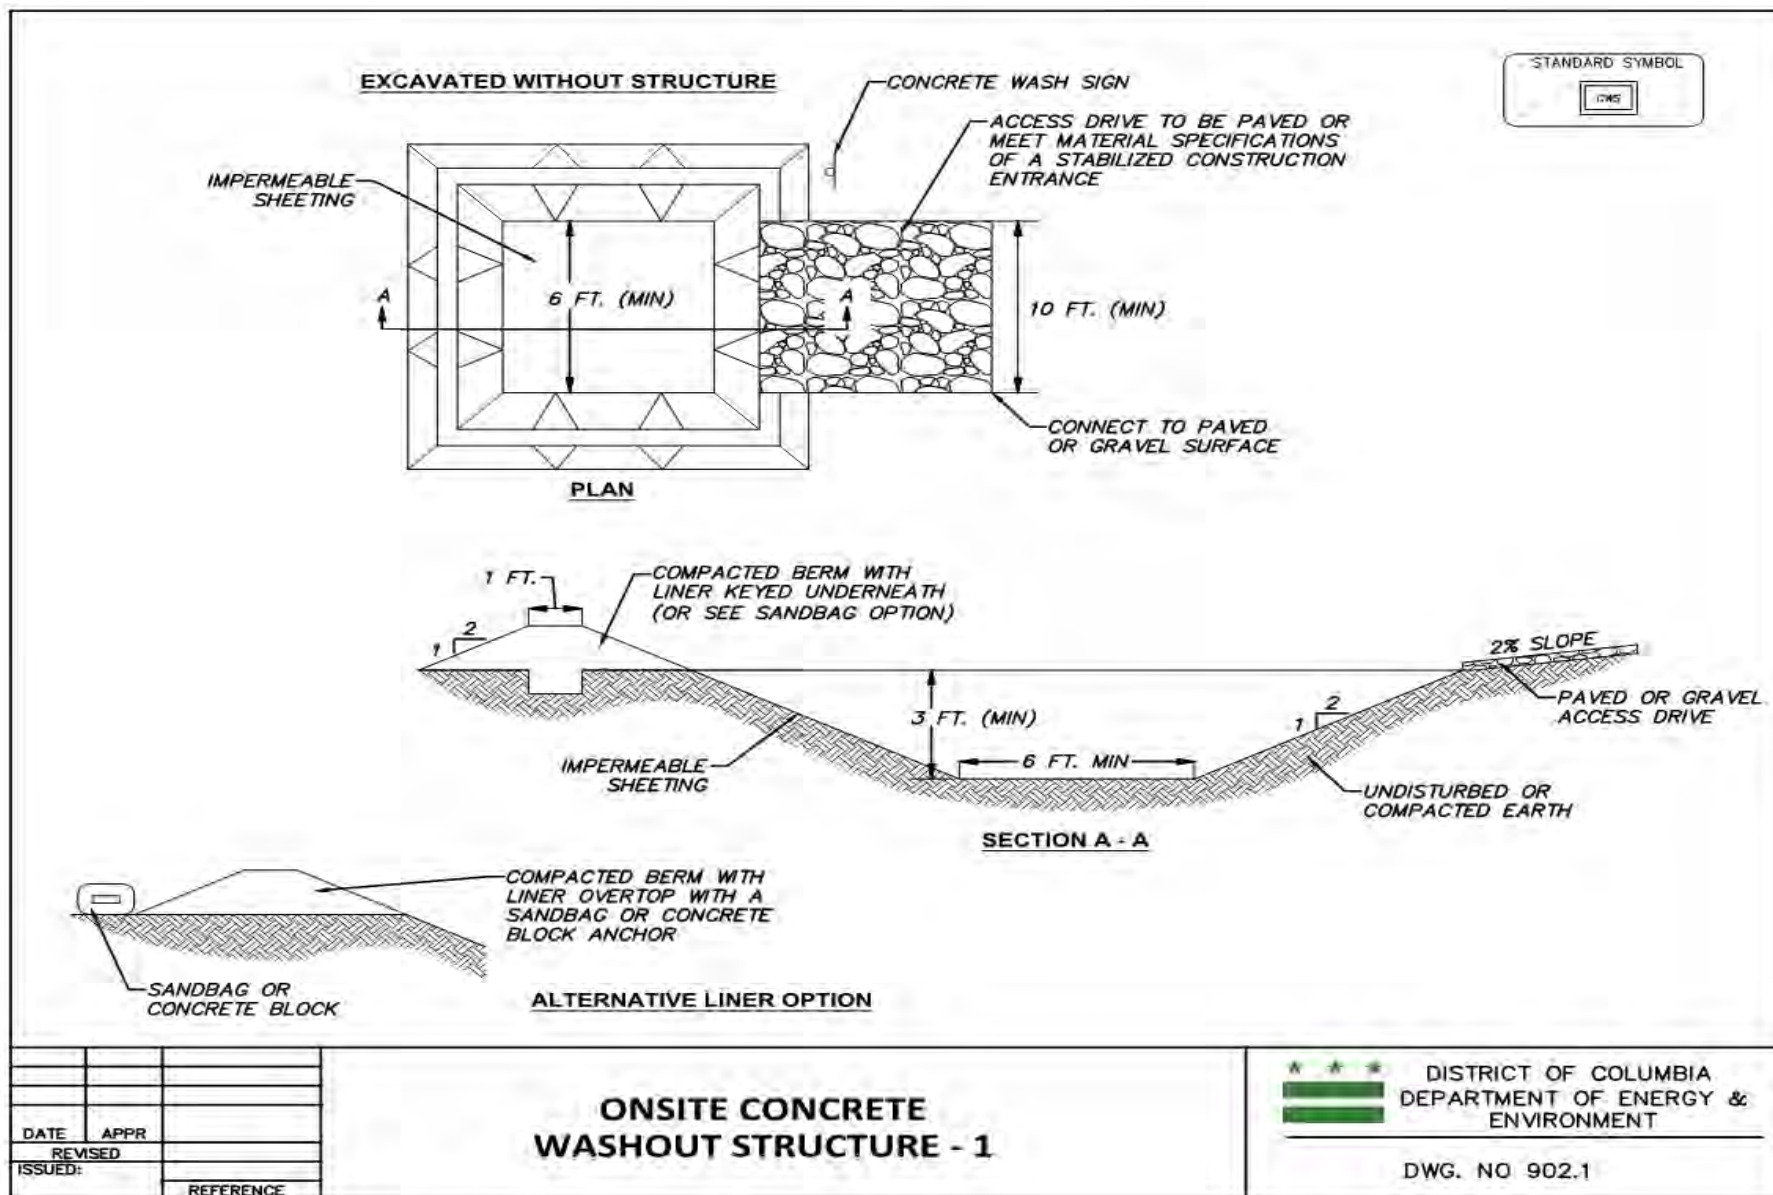 EXCAVATED WITHOUT STRUCTURE
STANDARD SYMBOL
CWS
CONCRETE WASH SIGN
ACCESS DRIVE TO BE PAVED OR
MEET MATERIAL SPECIFICATIONS
OF A STABILIZED CONSTRUCTION
ENTRANCE
IMPERMEABLE
SHEETING
A
6 FT. (MIN)
A
10 FT. (MIN)
CONNECT TO PAVED
OR GRAVEL SURFACE
PLAN
1 FT.
COMPACTED BERM WITH
LINER KEYED UNDERNEATH
(OR SEE SANDBAG OPTION)
2
1
2% SLOPE
3 FT. (MIN)
2
1
PAVED OR GRAVEL
ACCESS DRIVE
IMPERMEABLE
SHEETING
6 FT. MIN
UNDISTURBED OR
COMPACTED EARTH
SECTION A - A
COMPACTED BERM WITH
LINER OVERTOP WITH A
SANDBAG OR CONCRETE
BLOCK ANCHOR
SANDBAG OR
CONCRETE BLOCK
ALTERNATIVE LINER OPTION
DATE APPR
REVISED
ISSUED:
REFERENCE
ONSITE CONCRETE
WASHOUT STRUCTURE - 1
DISTRICT OF COLUMBIA
DEPARTMENT OF ENERGY &
ENVIRONMENT
DWG. NO 902.1